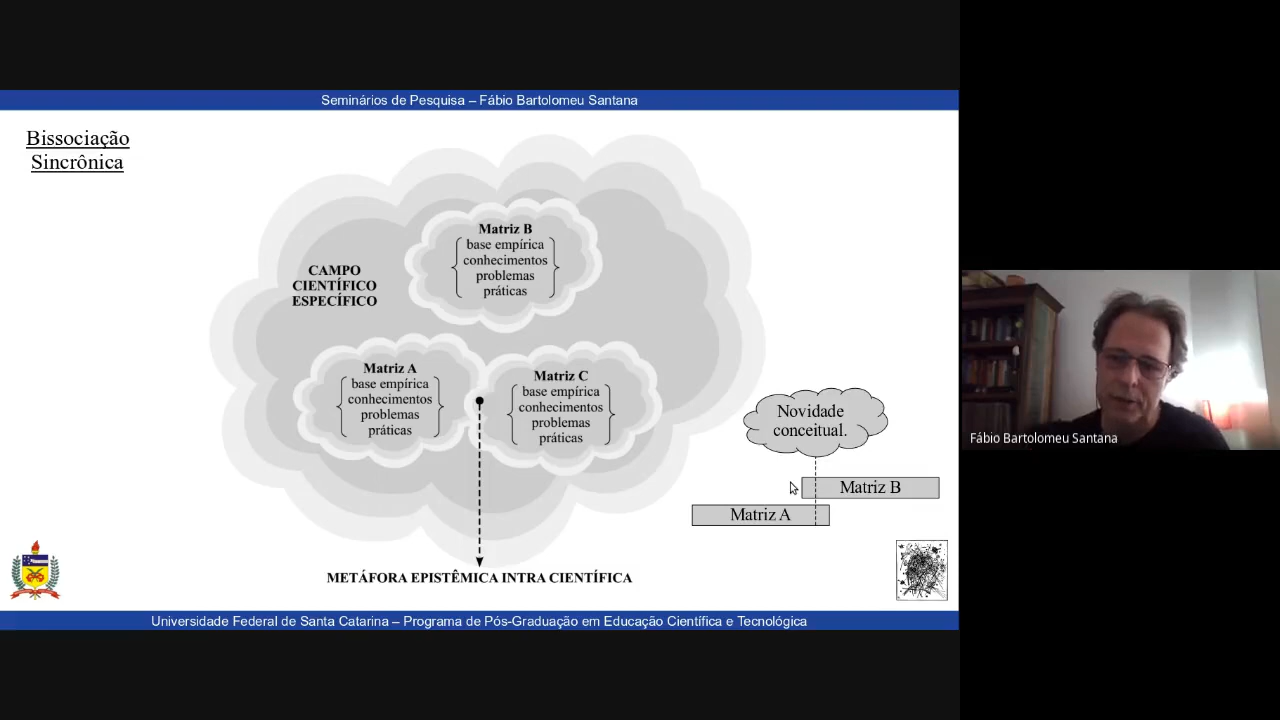 Seminários de Pesquisa – Fábio Bartolomeu Santana
Bissociação
Sincrônica
CAMPO
CIENTÍFICO
ESPECÍFICO
Matriz B
base empírica
conhecimentos
problemas
práticas
Matriz A
base empírica
conhecimentos
problemas
práticas
Matriz C
base empírica
conhecimentos
problemas
práticas
METÁFORA EPISTÊMICA INTRA CIENTÍFICA
Novidade
conceitual.
Matriz B
Matriz A
Universidade Federal de Santa Catarina – Programa de Pós-Graduação em Educação Científica e Tecnológica
Fábio Bartolomeu Santana